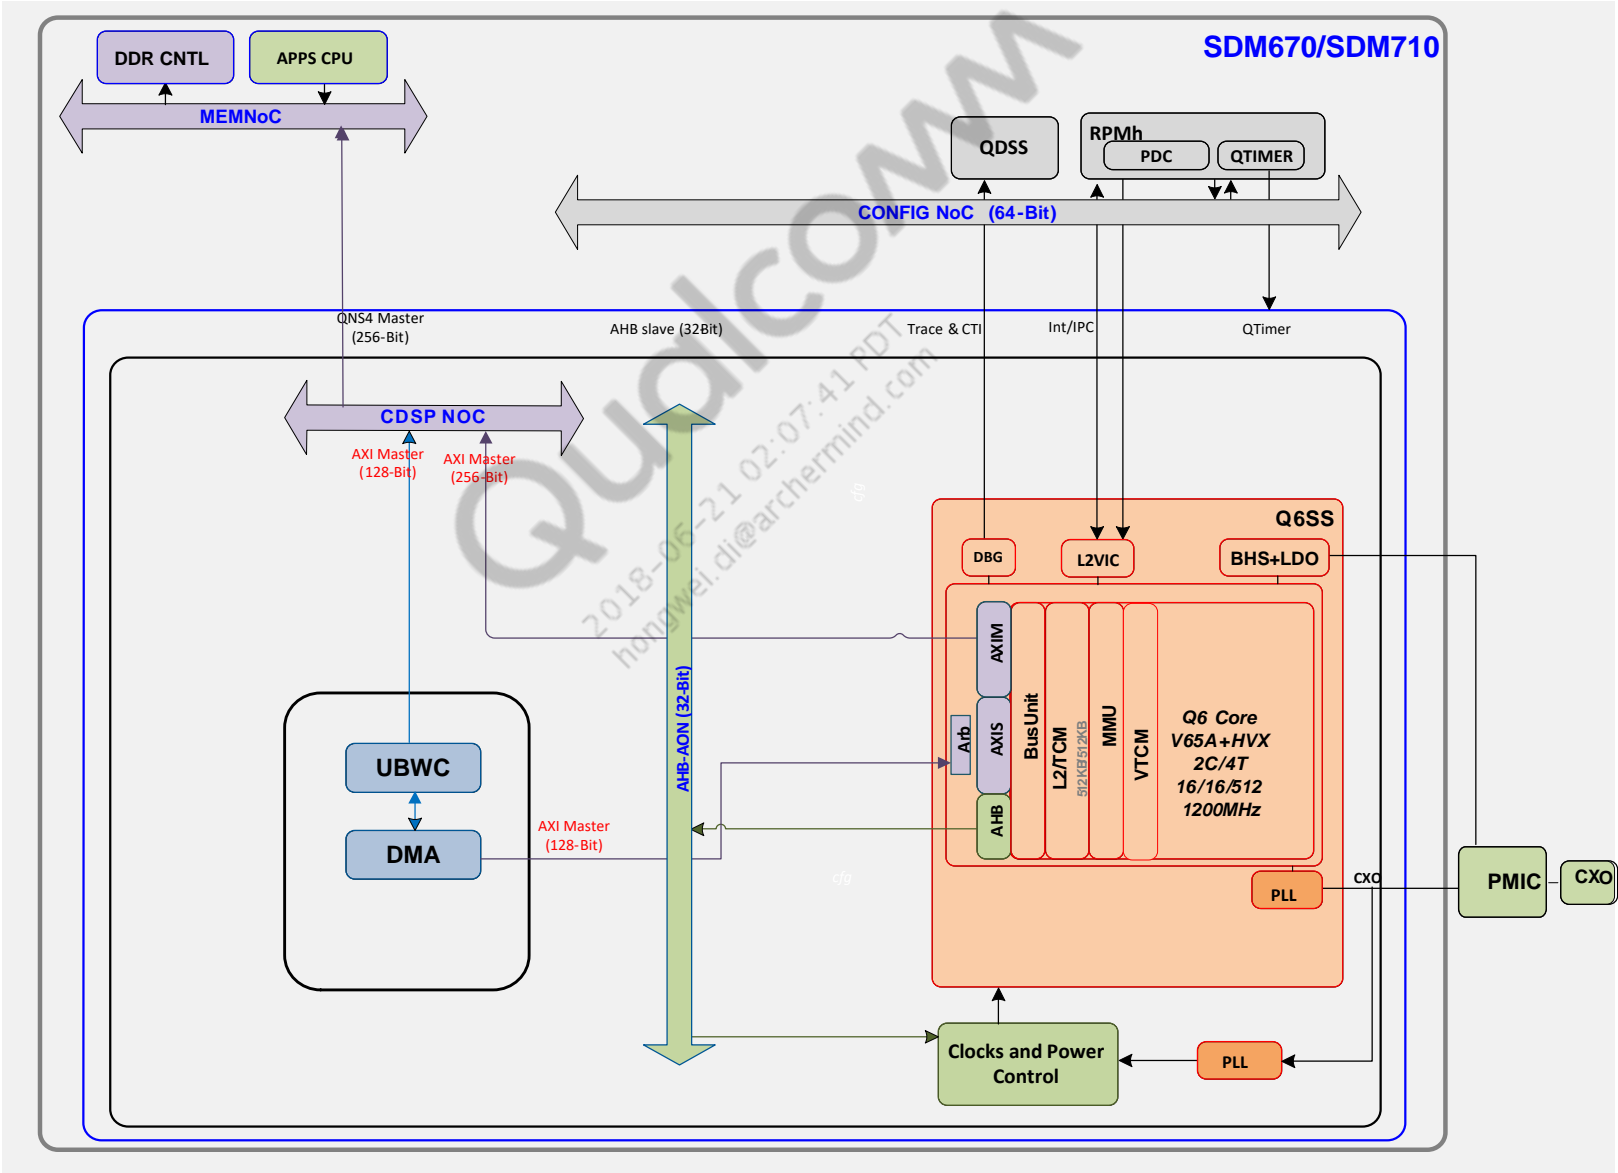 SDM670/SDM710
DDR CNTL
APPS CPU
MEMNoC
QDSS
RPMh
PDC
QTIMER
CONFIG NoC (64-Bit)
QNS4 Master
(256-Bit)
AHB slave (32Bit)
Trace & CTI
Int/IPC
QTimer
CDSP NOC
AXI Master
(128-Bit)
AXI Master
(256-Bit)
Qualcomm
2018-06-21 02:07:41 PDT
hongwei.di@archermind.com
cfg
Q6SS
DBG
L2VIC
BHS+LDO
AXIM
AXIS
AHB
Arb
BusUnit
L2/TCM
512KB/512KB
MMU
VTCM
Q6 Core
V65A+HVX
2C/4T
16/16/512
1200MHz
AHB-AON (32-Bit)
UBWC
DMA
AXI Master
(128-Bit)
cfg
PLL
CXO
PMIC
CXO
Clocks and Power
Control
PLL